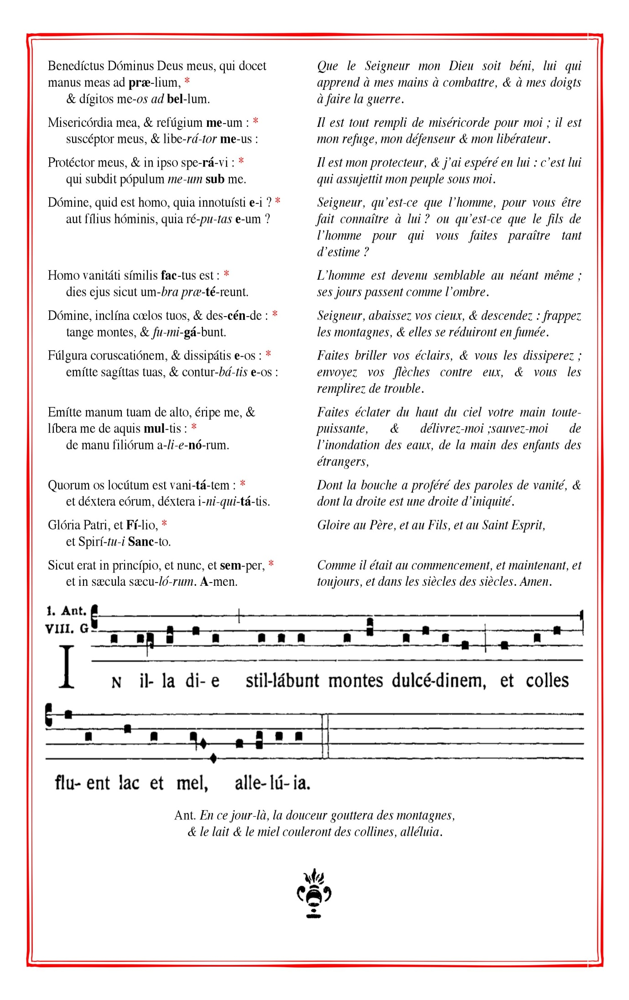 Benedíctus Dóminus Deus meus, qui docet
manus meas ad præ-lium, *
& dígitos me-os ad bel-lum.
Que le Seigneur mon Dieu soit béni, lui qui
apprend à mes mains à combattre, & à mes doigts
à faire la guerre.
Misericórdia mea, & refúgium me-um : *
suscéptor meus, & libe-rá-tor me-us :
Il est tout rempli de miséricorde pour moi ; il est
mon refuge, mon défenseur & mon libérateur.
Protéctor meus, & in ipso spe-rá-vi : *
qui subdit pópulum me-um sub me.
Il est mon protecteur, & j'ai espéré en lui : c'est lui
qui assujettit mon peuple sous moi.
Dómine, quid est homo, quia innotuísti e-i ? *
aut fílius hóminis, quia ré-pu-tas e-um ?
Seigneur, qu'est-ce que l'homme, pour vous être
fait connaître à lui ? ou qu'est-ce que le fils de
l'homme pour qui vous faites paraître tant
d'estime ?
Homo vanitáti símilis fac-tus est : *
dies ejus sicut um-bra præ-té-reunt.
L'homme est devenu semblable au néant même ;
ses jours passent comme l'ombre.
Dómine, inclína cœlos tuos, & des-cén-de : *
tange montes, & fu-mi-gá-bunt.
Seigneur, abaissez vos cieux, & descendez : frappez
les montagnes, & elles se réduiront en fumée.
Fúlgura coruscatiónem, & dissipátis e-os : *
emítte sagíttas tuas, & contur-bá-tis e-os :
Faites briller vos éclairs, & vous les dissiperez ;
envoyez vos flèches contre eux, & vous les
remplirez de trouble.
Emítte manum tuam de alto, éripe me, &
líbera me de aquis mul-tis : *
de manu filiórum a-li-e-nó-rum.
Faites éclater du haut du ciel votre main toute-
puissante, & délivrez-moi ;sauvez-moi de
l'inondation des eaux, de la main des enfants des
étrangers,
Quorum os locútum est vani-tá-tem : *
et déxtera eórum, déxtera i-ni-qui-tá-tis.
Dont la bouche a proféré des paroles de vanité, &
dont la droite est une droite d'iniquité.
Glória Patri, et Fí-lio, *
et Spirí-tu-i Sanc-to.
Gloire au Père, et au Fils, et au Saint Esprit,
Sicut erat in princípio, et nunc, et sem-per, *
et in sæcula sæcu-ló-rum. A-men.
Comme il était au commencement, et maintenant, et
toujours, et dans les siècles des siècles. Amen.
1. Ant.
VIII. G
IN il- la di- e stil-lábunt montes dulcé-dinem, et colles
flu- ent lac et mel, alle- lú- ia.
Ant. En ce jour-là, la douceur gouttera des montagnes,
& le lait & le miel couleront des collines, alléluia.